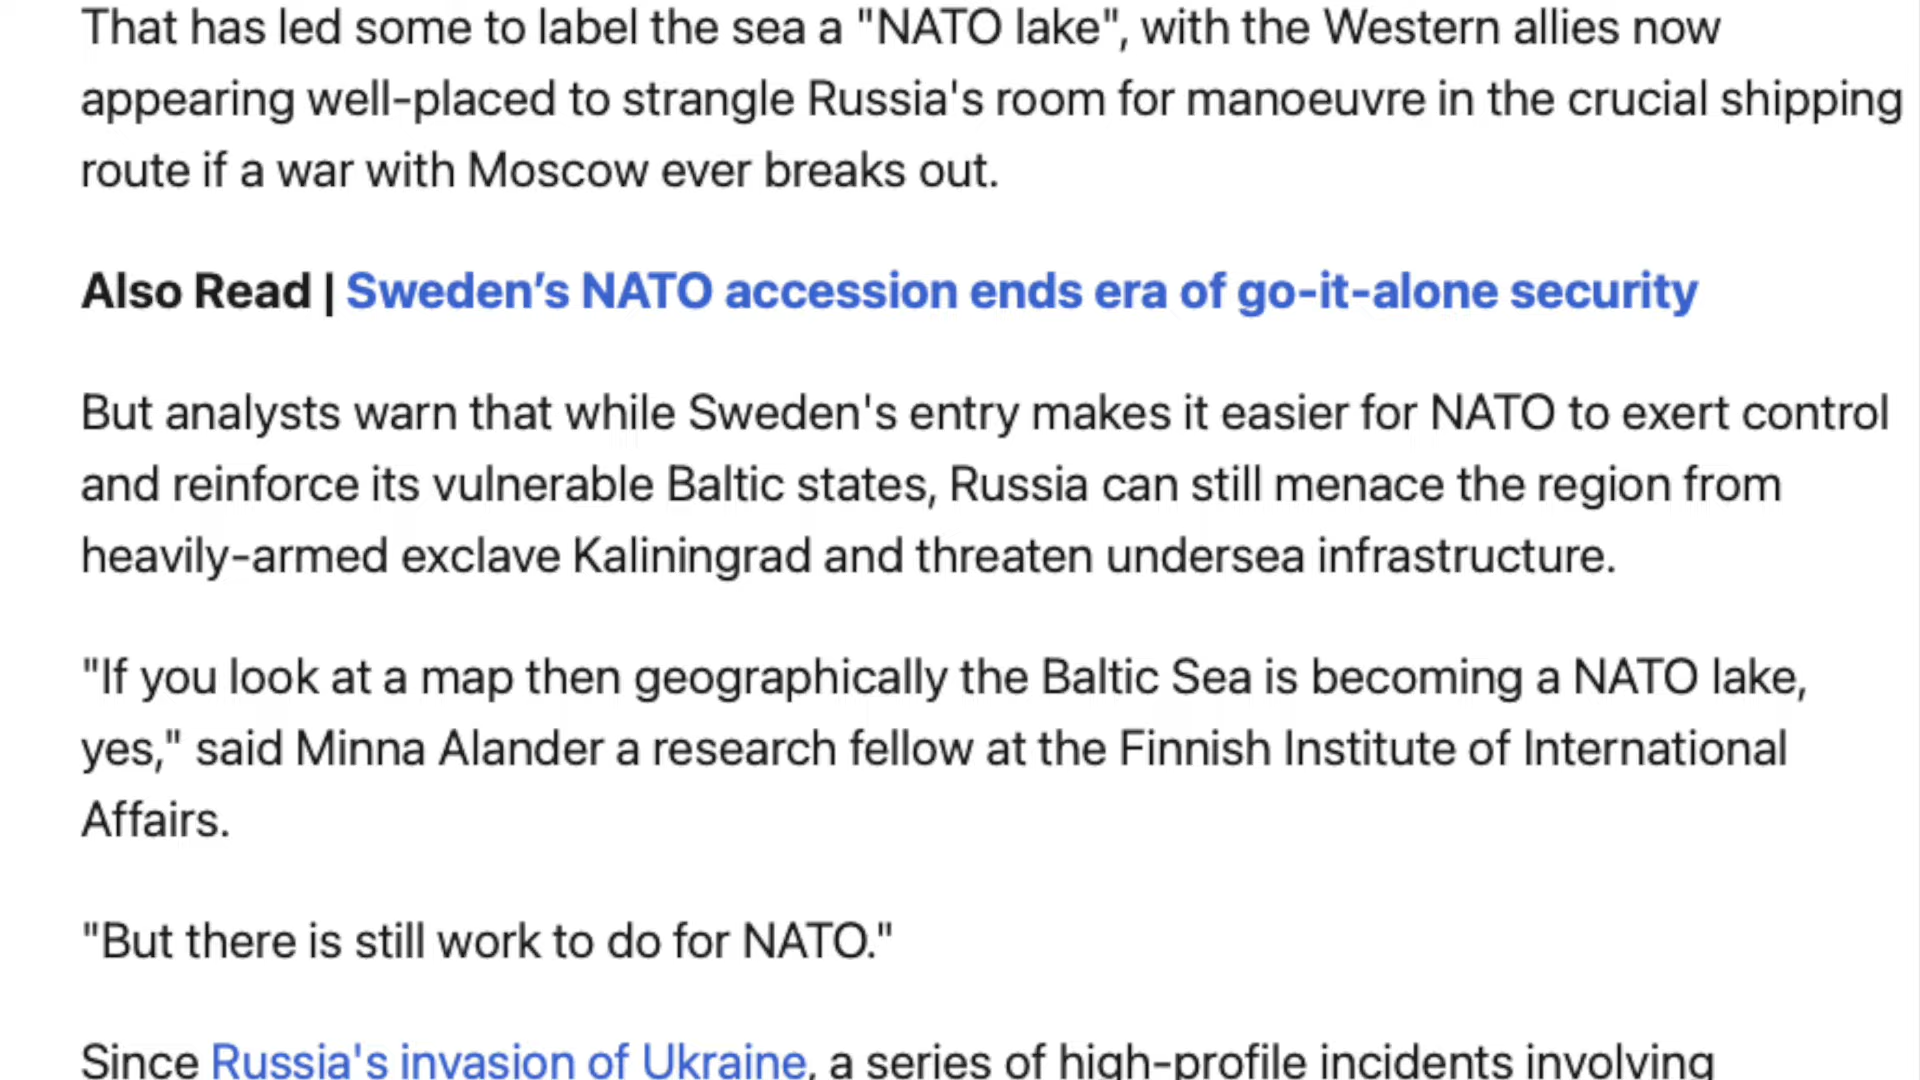 That has led some to label the sea a "NATO lake", with the Western allies now
appearing well-placed to strangle Russia's room for manoeuvre in the crucial shipping
route if a war with Moscow ever breaks out.
Also Read | Sweden’s NATO accession ends era of go-it-alone security
But analysts warn that while Sweden's entry makes it easier for NATO to exert control
and reinforce its vulnerable Baltic states, Russia can still menace the region from
heavily-armed exclave Kaliningrad and threaten undersea infrastructure.
"If you look at a map then geographically the Baltic Sea is becoming a NATO lake,
yes," said Minna Alander a research fellow at the Finnish Institute of International
Affairs.
"But there is still work to do for NATO."
Since Russia's invasion of Ukraine, a series of high-profile incidents involving